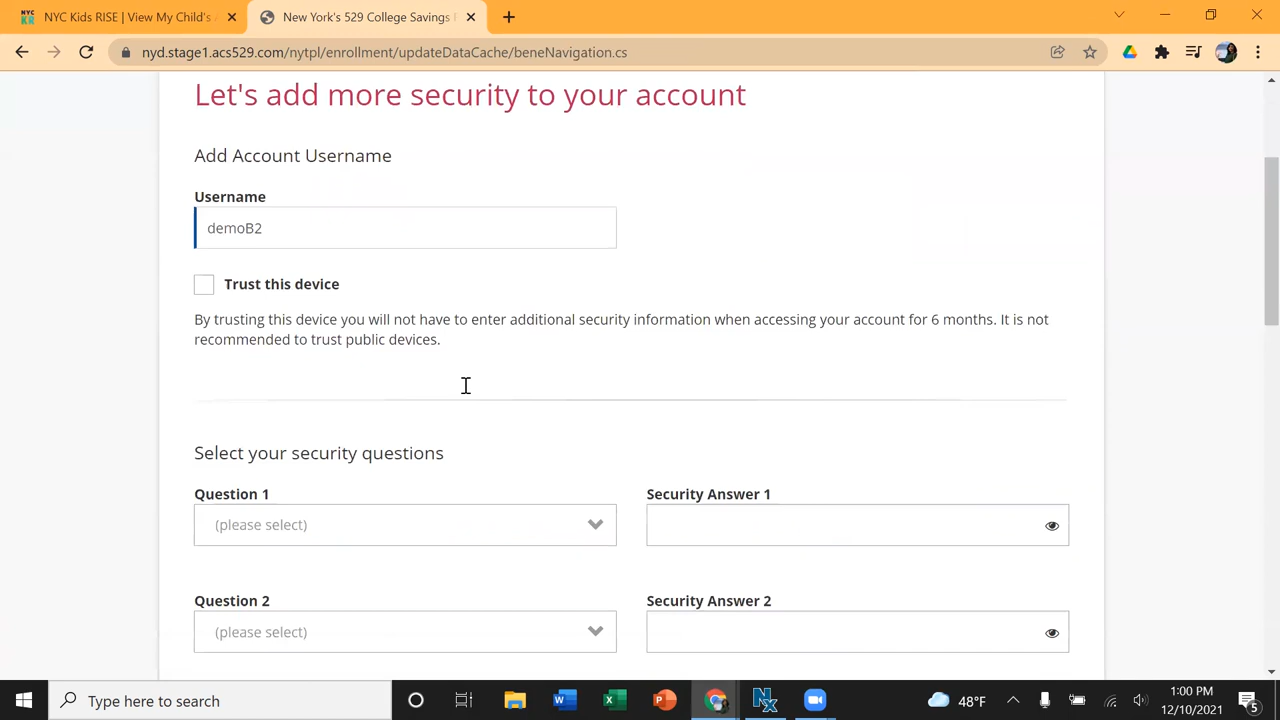 NYC Kids RISE | View My Child's
New York's 529 College Savings
nyd.stage1.acs529.com/nytpl/enrollment/updateDataCache/beneNavigation.cs
Let's add more security to your account
Add Account Username
Username
demoB2
Trust this device
By trusting this device you will not have to enter additional security information when accessing your account for 6 months. It is not
recommended to trust public devices.
Select your security questions
Question 1
Security Answer 1
(please select)
Question 2
Security Answer 2
(please select)
Type here to search
48°F
1:00 PM
12/10/2021
5